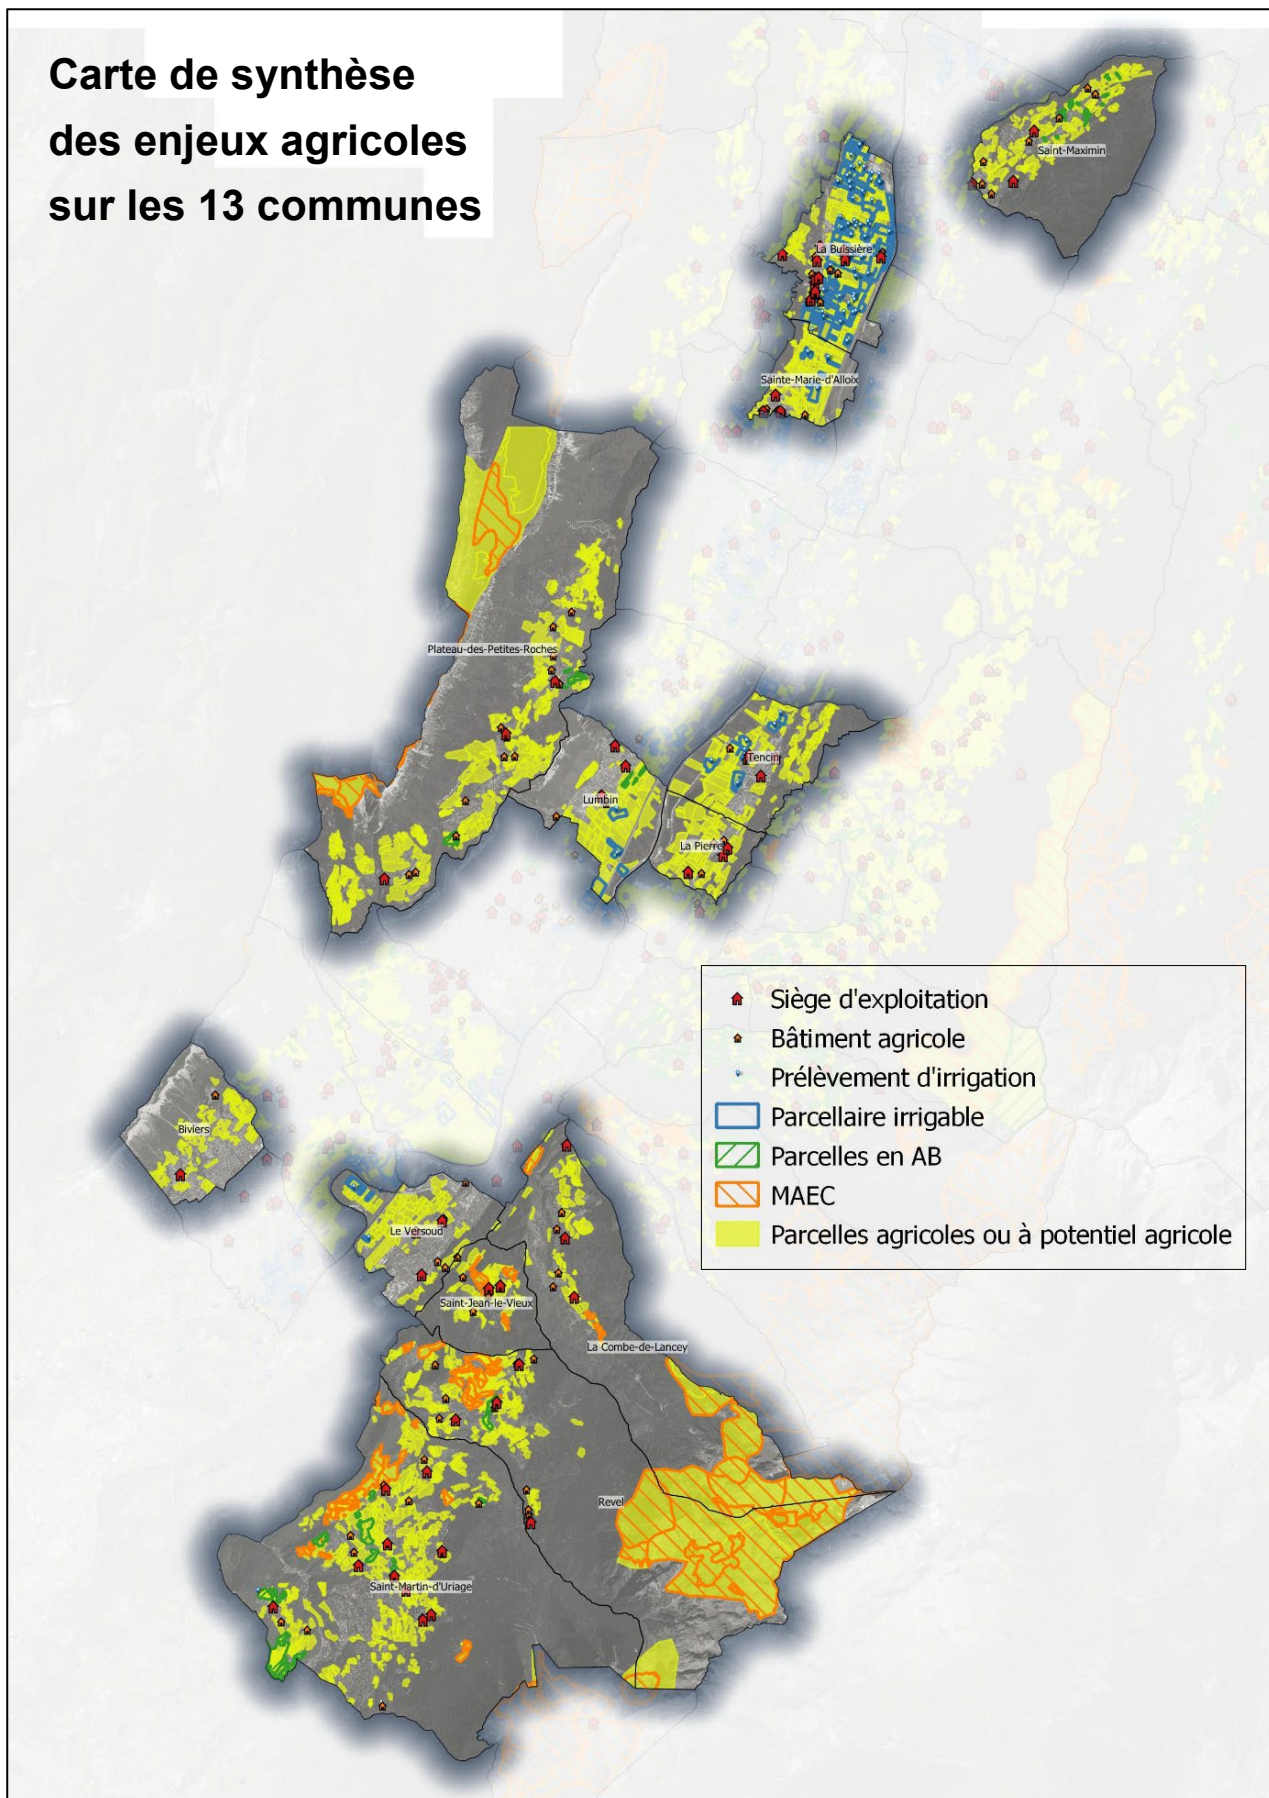 Carte de synthèse
des enjeux agricoles
sur les 13 communes
Saint-Maximin
La Buissière
Sainte-Marie-d'Alloix
Plateau-des-Petites-Roches
Tencin
Lumbin
La Pierre
Siège d'exploitation
Bâtiment agricole
Prélèvement d'irrigation
Parcellaire irrigable
Parcelles en AB
MAEC
Parcelles agricoles ou à potentiel agricole
Biviers
Le Versoud
Saint-Jean-le-Vieux
La Combe-de-Lancey
Revel
Saint-Martin-d'Uriage